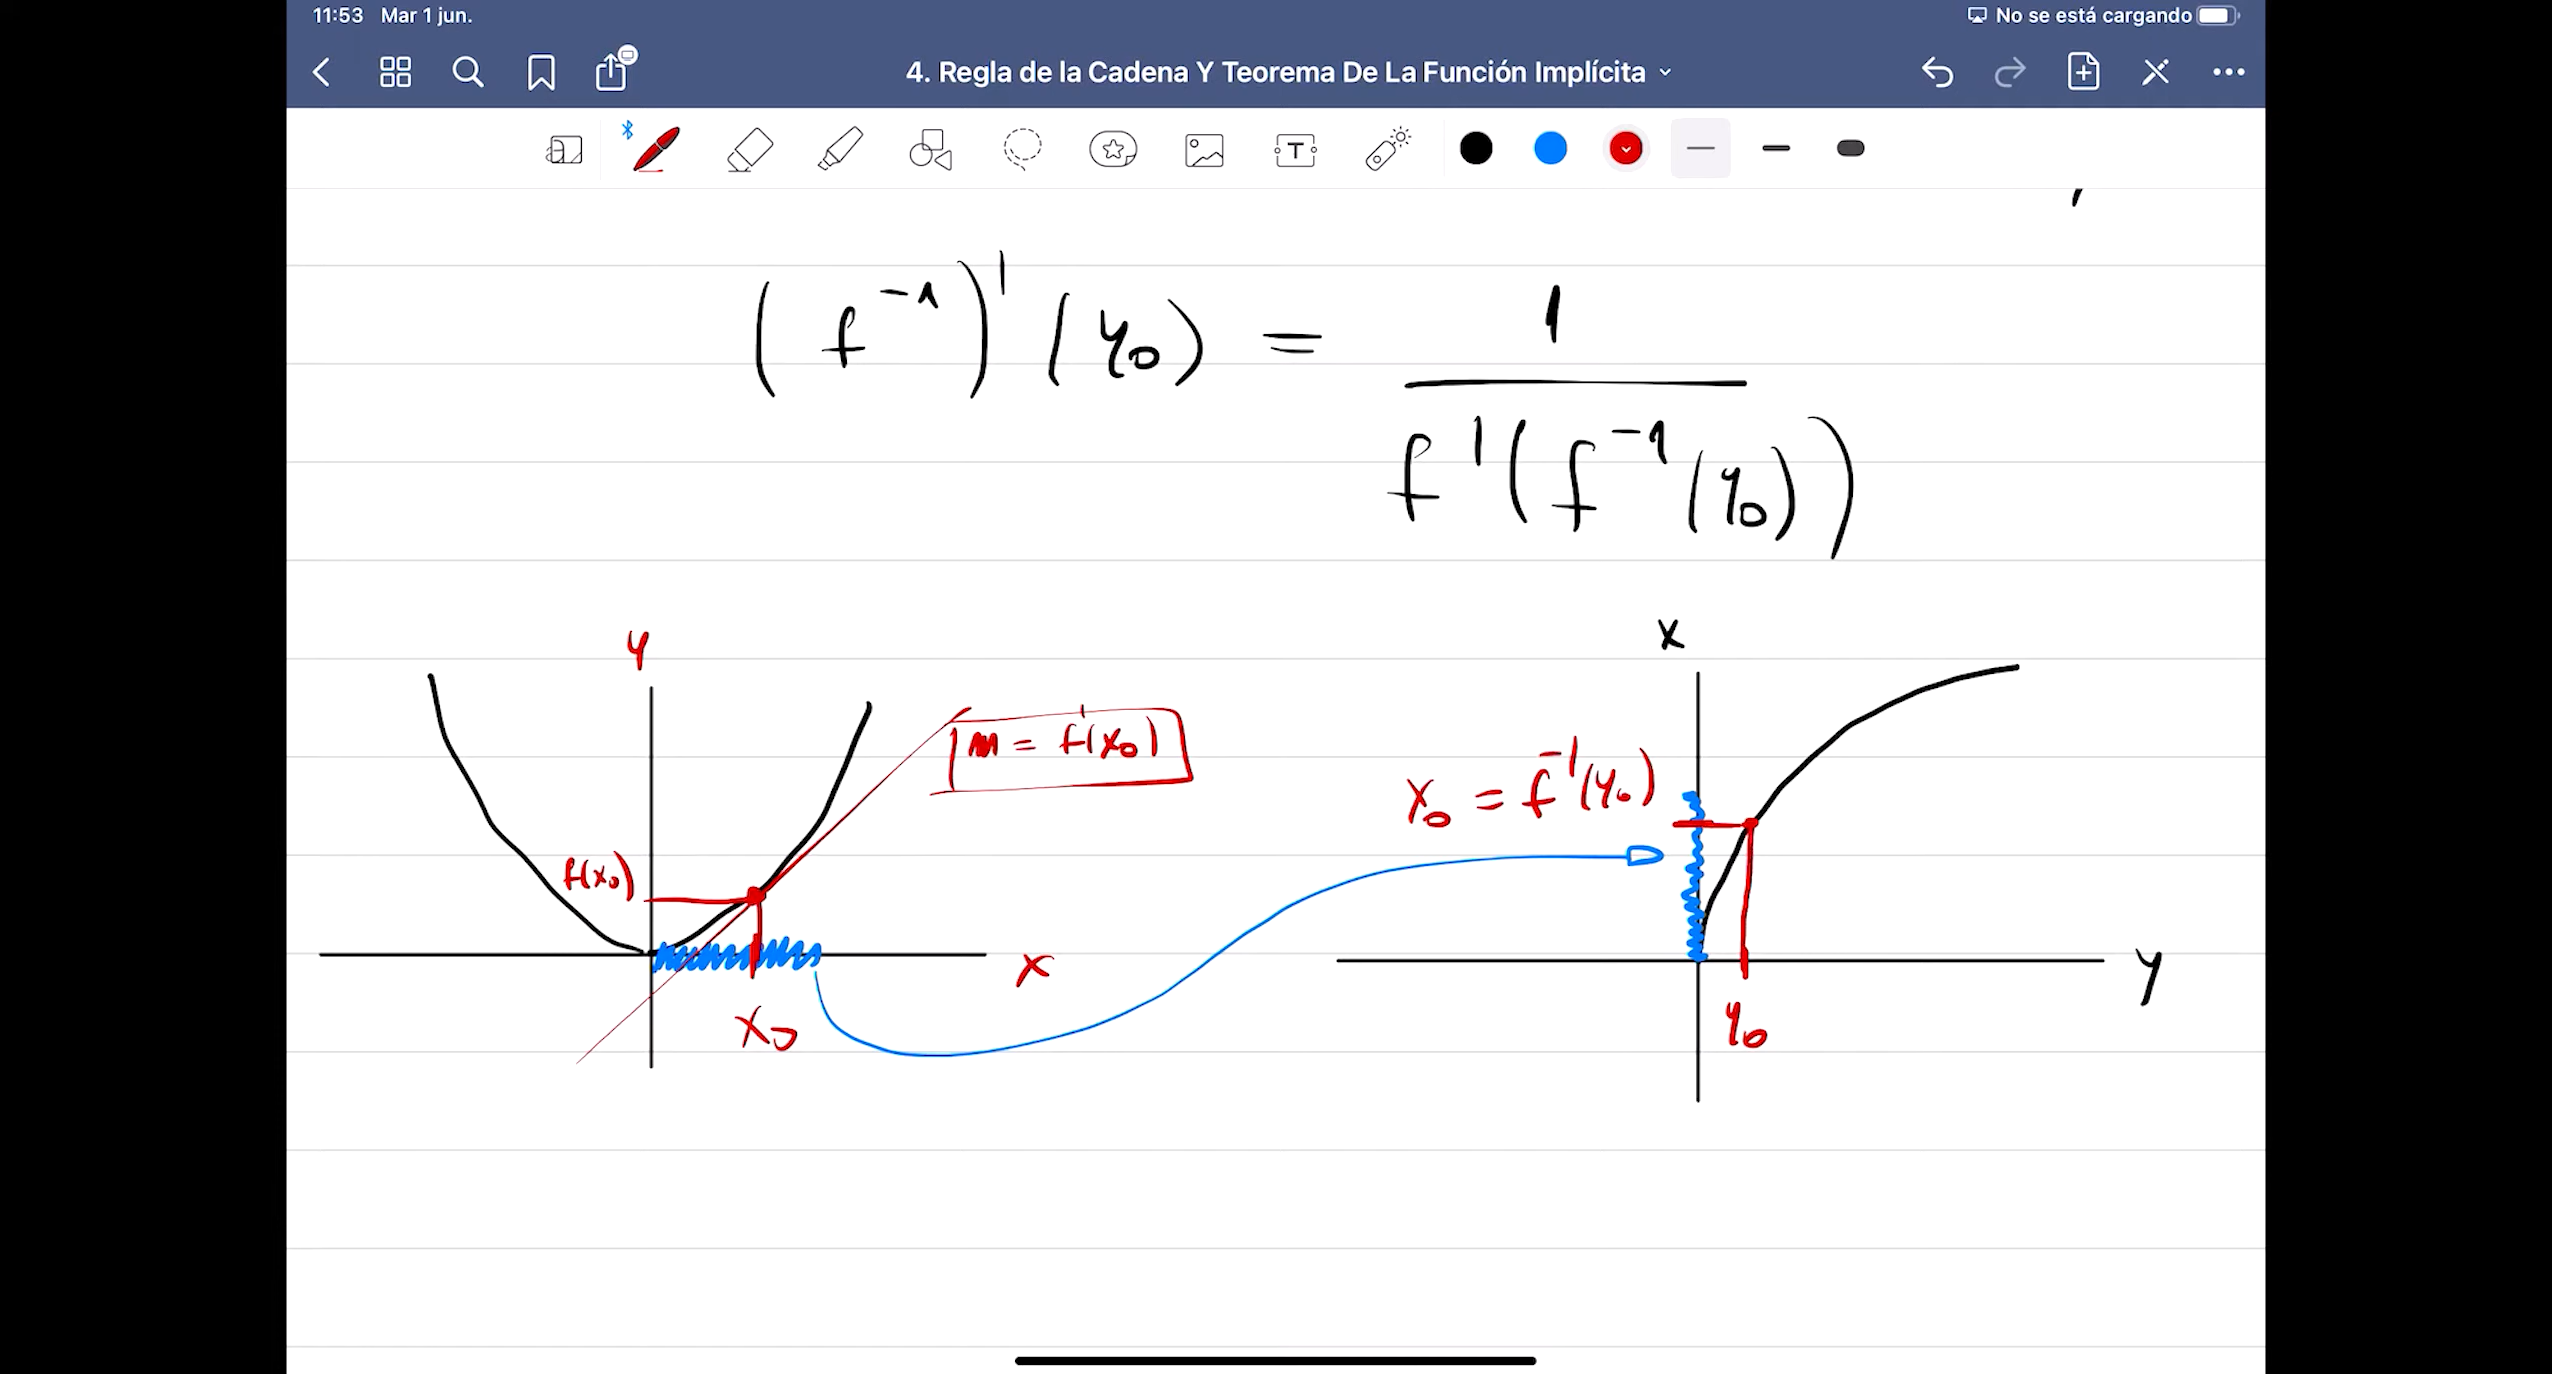 11:53 Mar 1 jun. No se está cargando
4. Regla de la Cadena Y Teorema De La Función Implícita
(f⁻¹)'(y₀) = 1 / f'(f⁻¹(y₀))
y
x
m = f'(x₀)
x₀ = f⁻¹(y₀)
f(x₀)
x
y
x₀
y₀